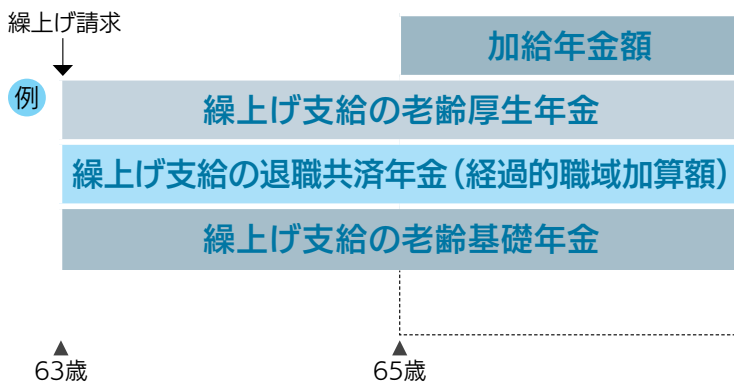 繰上げ請求
加給年金額
例
繰上げ支給の老齢厚生年金
繰上げ支給の退職共済年金（経過的職域加算額）
繰上げ支給の老齢基礎年金
63歳
65歳